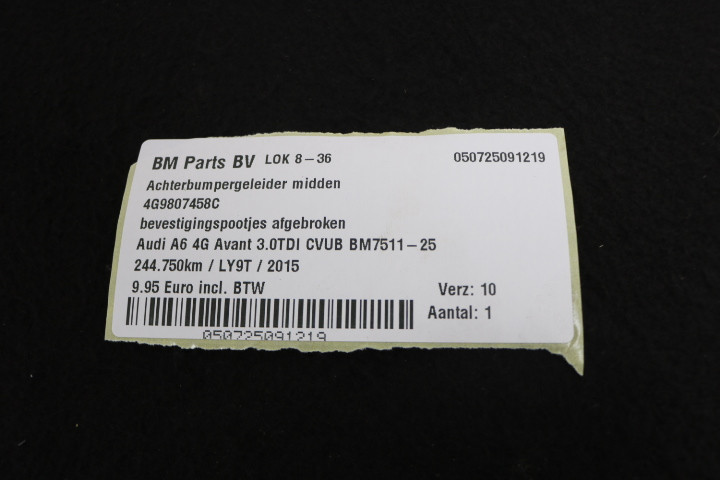 BM Parts BV LOK 8-36 050725091219
Achterbumpergeleider midden
4G9807458C
bevestigingspootjes afgebroken
Audi A6 4G Avant 3.0TDI CVUB BM7511-25
244.750km / LY9T / 2015
9.95 Euro incl. BTW Verz: 10
Aantal: 1
050725091219